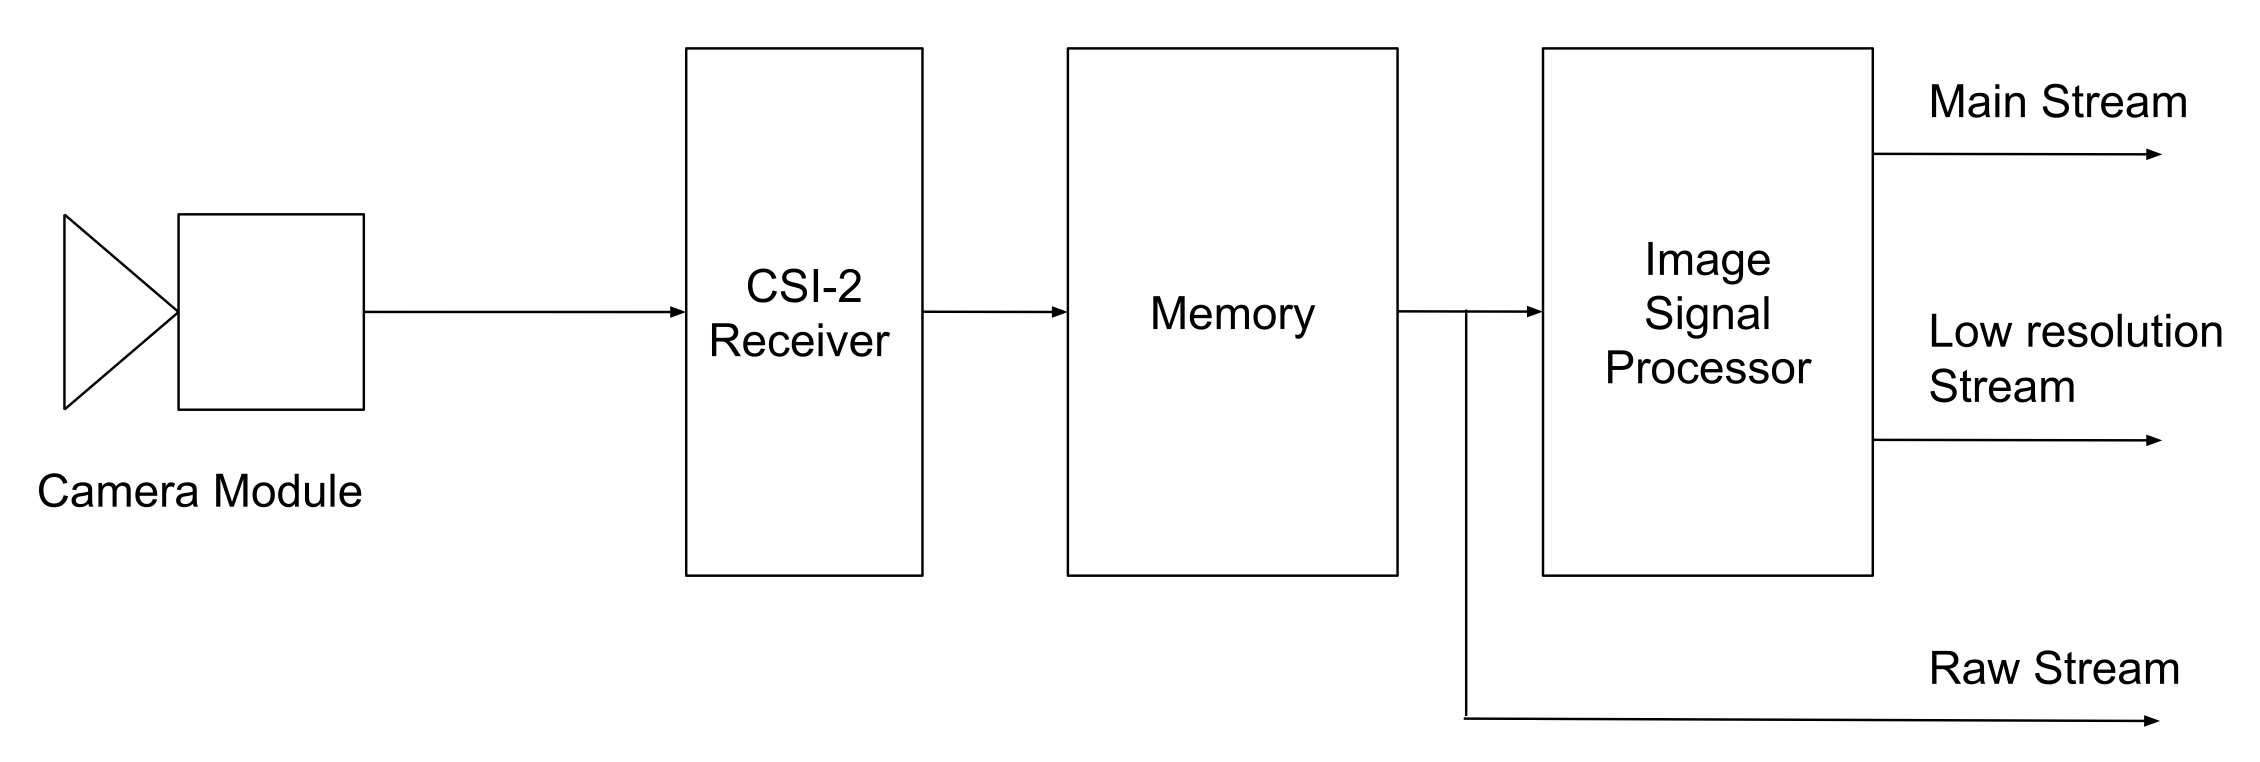 Camera Module
CSI-2
Receiver
Memory
Image
Signal
Processor
Main Stream
Low resolution
Stream
Raw Stream